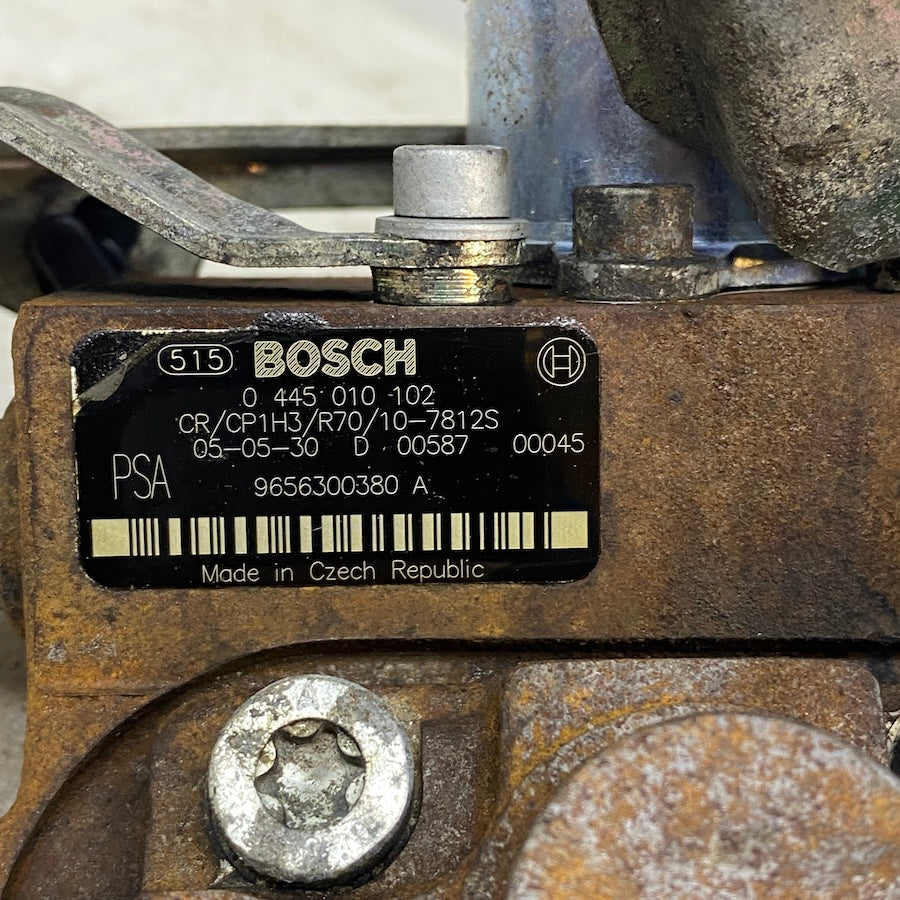 515 BOSCH H
0 445 010 102
CR/CP1H3/R70/10-7812S
05-05-30 D 00587 00045
PSA 9656300380 A
Made in Czech Republic